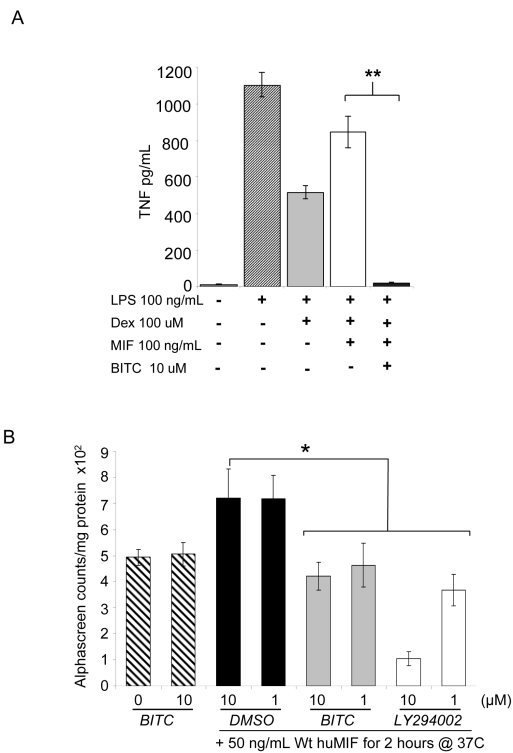 A
**
1200
1000
800
600
400
200
0
TNF pg/mL
LPS 100 ng/mL - + + + +
Dex 100 uM - - + + +
MIF 100 ng/mL - - - + +
BITC 10 uM - - - - +
B
*
9
8
7
6
5
4
3
2
1
0
Alphascreen counts/mg protein x10²
0 10 10 1 10 1 10 1 (µM)
BITC DMSO BITC LY294002
+ 50 ng/mL Wt huMIF for 2 hours @ 37C